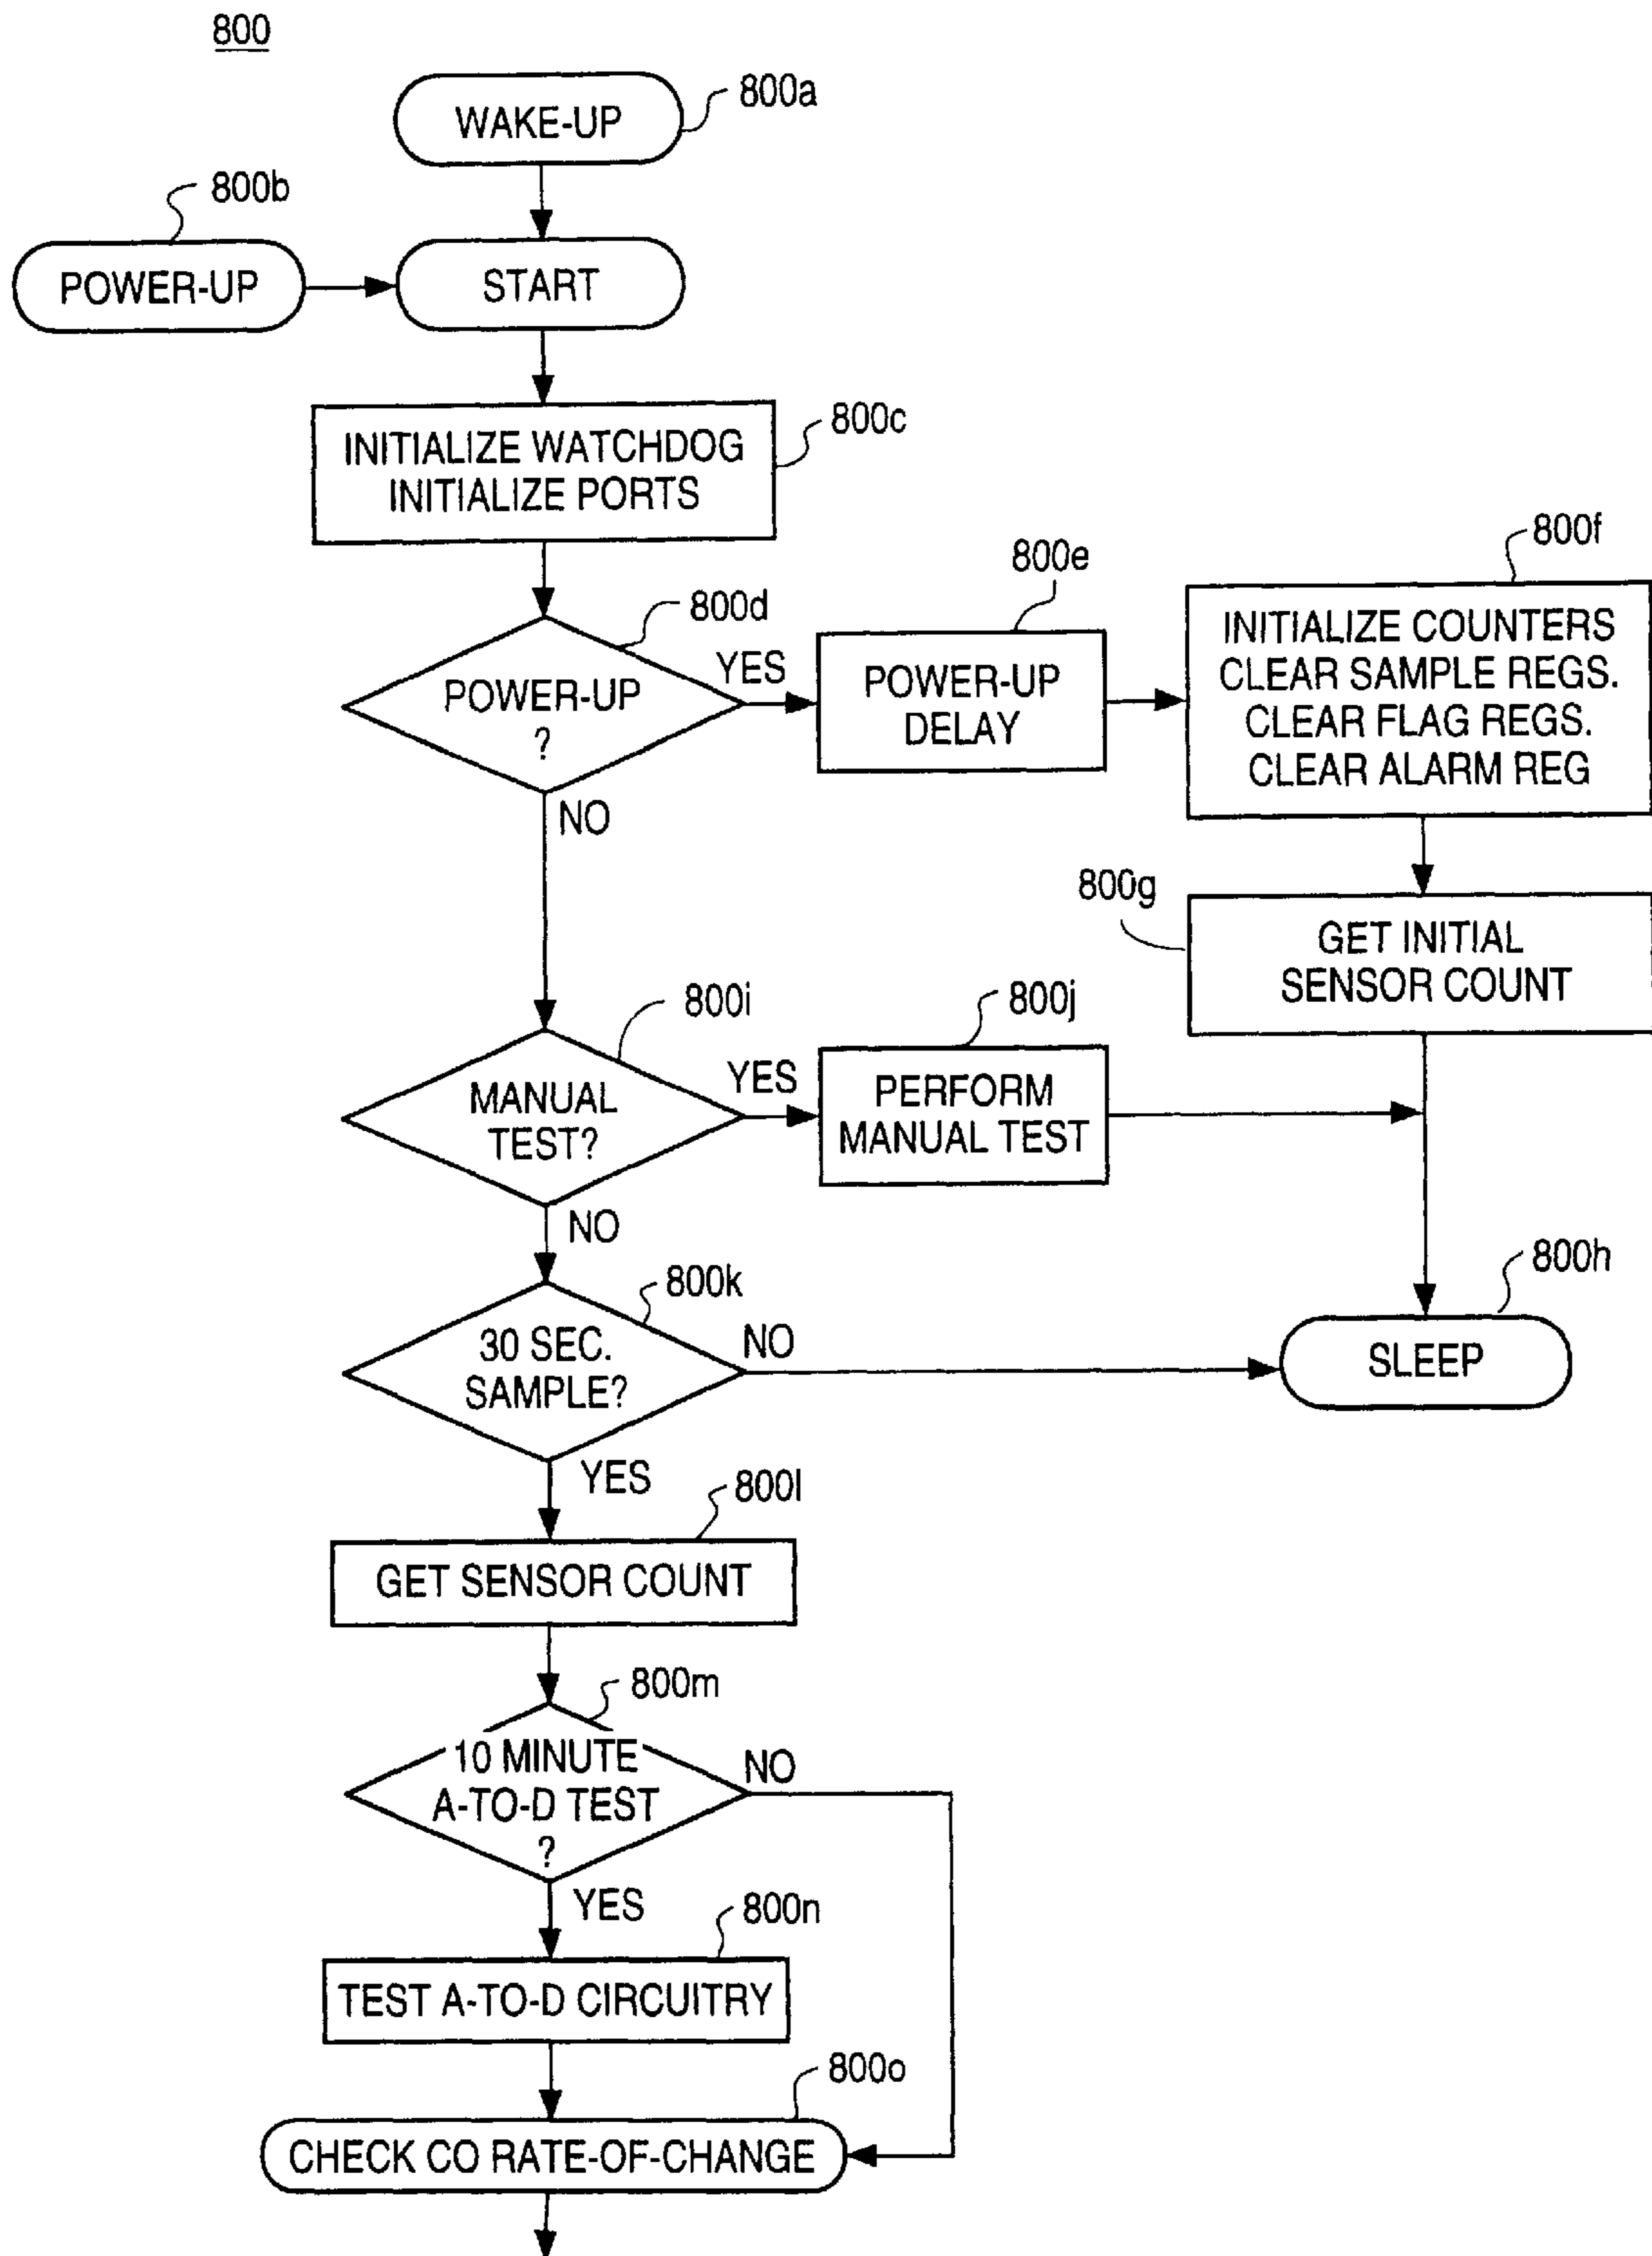 800
WAKE-UP
800a
800b
POWER-UP
START
INITIALIZE WATCHDOG
INITIALIZE PORTS
800c
800d
POWER-UP
?
YES
NO
800e
POWER-UP
DELAY
800f
INITIALIZE COUNTERS
CLEAR SAMPLE REGS.
CLEAR FLAG REGS.
CLEAR ALARM REG
800g
GET INITIAL
SENSOR COUNT
800i
MANUAL
TEST?
YES
NO
800j
PERFORM
MANUAL TEST
800k
30 SEC.
SAMPLE?
NO
YES
800h
SLEEP
800l
GET SENSOR COUNT
800m
10 MINUTE
A-TO-D TEST
?
NO
YES
800n
TEST A-TO-D CIRCUITRY
800o
CHECK CO RATE-OF-CHANGE